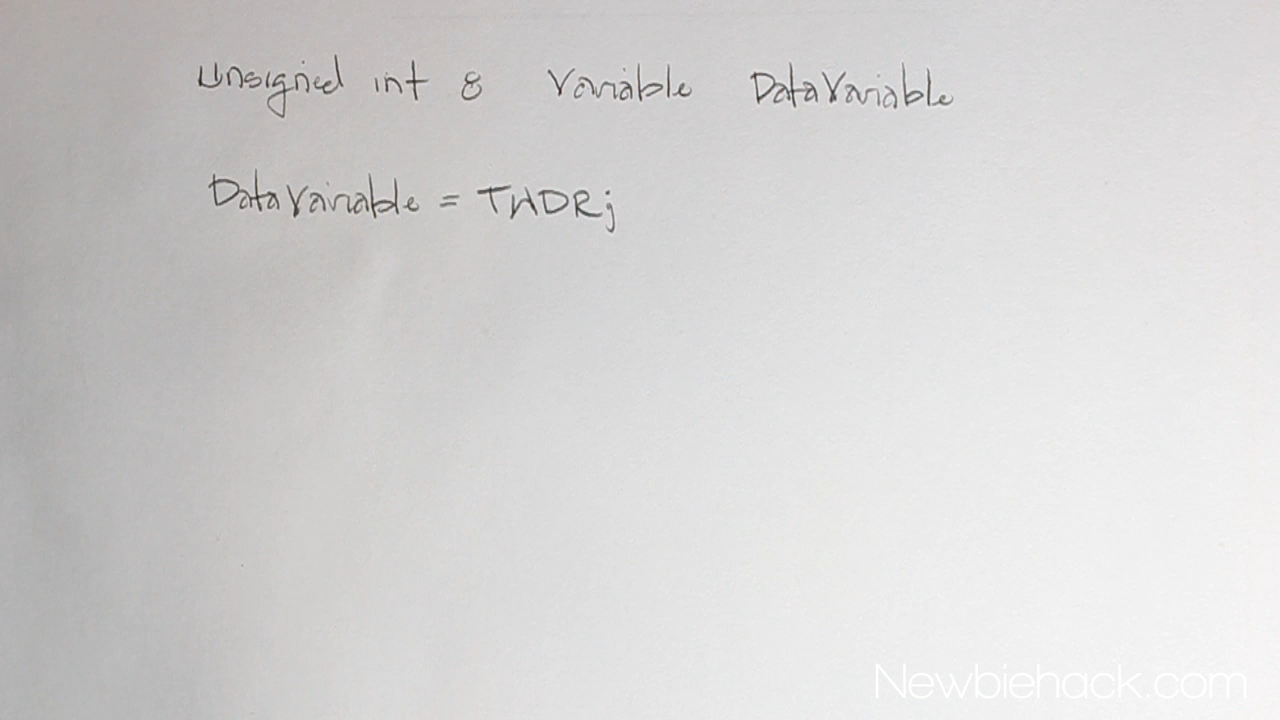 Unsigned int 8 Variable DataVariable
DataVariable = TWDR;
Newbiehack.com